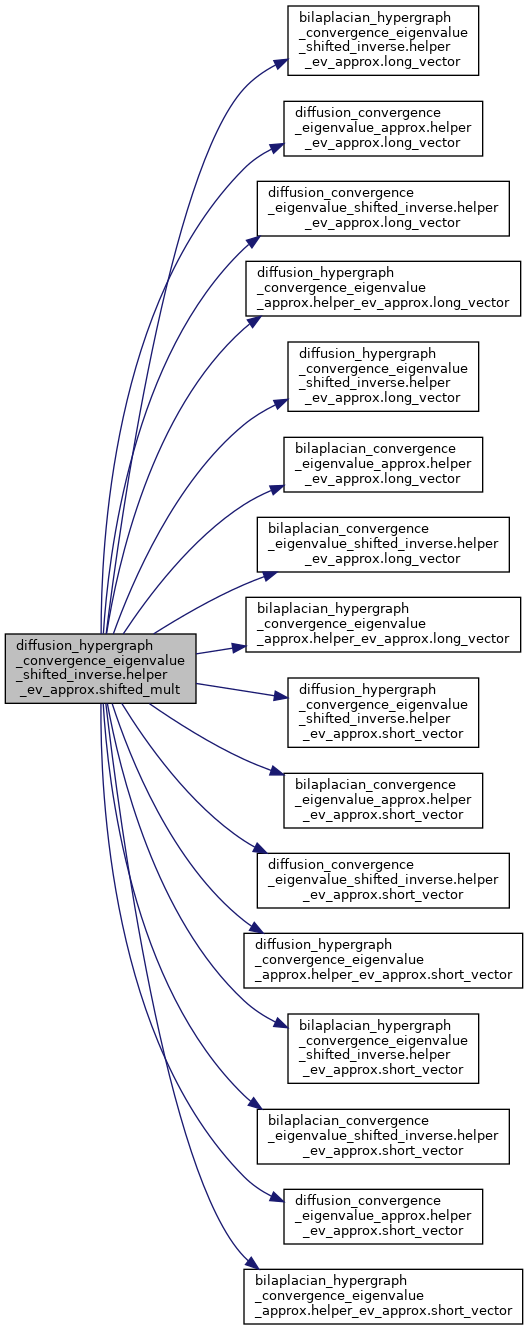 bilaplacian_hypergraph
_convergence_eigenvalue
_shifted_inverse.helper
_ev_approx.long_vector
diffusion_convergence
_eigenvalue_approx.helper
_ev_approx.long_vector
diffusion_convergence
_eigenvalue_shifted_inverse.helper
_ev_approx.long_vector
diffusion_hypergraph
_convergence_eigenvalue
_approx.helper_ev_approx.long_vector
diffusion_hypergraph
_convergence_eigenvalue
_shifted_inverse.helper
_ev_approx.long_vector
bilaplacian_convergence
_eigenvalue_approx.helper
_ev_approx.long_vector
bilaplacian_convergence
_eigenvalue_shifted_inverse.helper
_ev_approx.long_vector
bilaplacian_hypergraph
_convergence_eigenvalue
_approx.helper_ev_approx.long_vector
diffusion_hypergraph
_convergence_eigenvalue
_shifted_inverse.helper
_ev_approx.shifted_mult
diffusion_hypergraph
_convergence_eigenvalue
_shifted_inverse.helper
_ev_approx.short_vector
bilaplacian_convergence
_eigenvalue_approx.helper
_ev_approx.short_vector
diffusion_convergence
_eigenvalue_shifted_inverse.helper
_ev_approx.short_vector
diffusion_hypergraph
_convergence_eigenvalue
_approx.helper_ev_approx.short_vector
bilaplacian_hypergraph
_convergence_eigenvalue
_shifted_inverse.helper
_ev_approx.short_vector
bilaplacian_convergence
_eigenvalue_shifted_inverse.helper
_ev_approx.short_vector
diffusion_convergence
_eigenvalue_approx.helper
_ev_approx.short_vector
bilaplacian_hypergraph
_convergence_eigenvalue
_approx.helper_ev_approx.short_vector